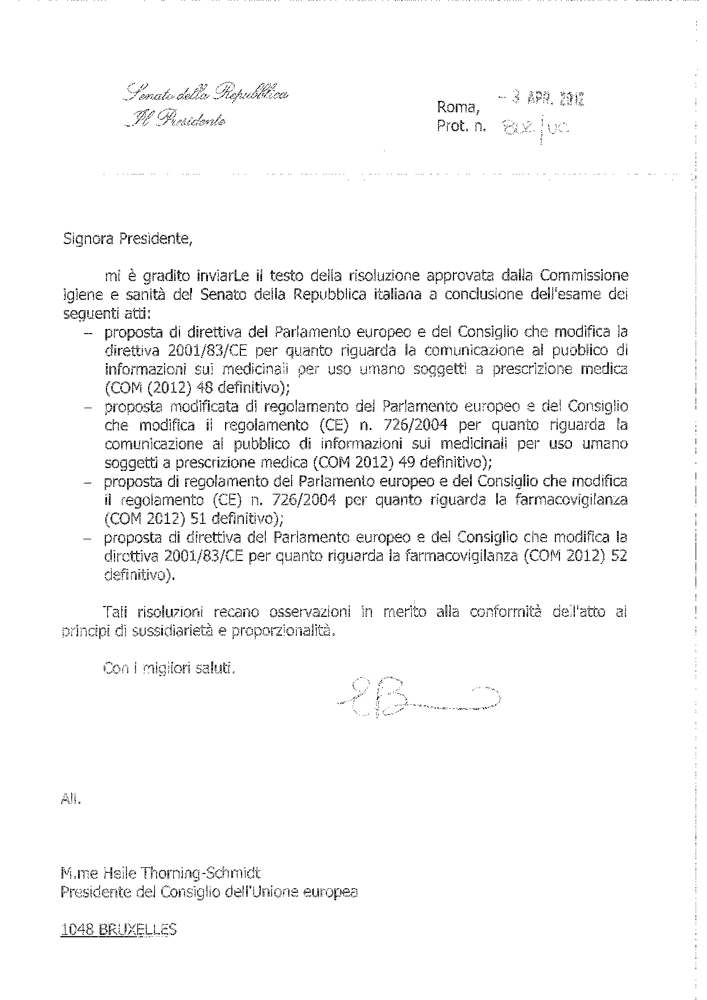 Senato della Repubblica
Il Presidente
Roma, - 3 APR. 2012
Prot. n. 802/UC
Signora Presidente,
mi è gradito inviarLe il testo della risoluzione approvata dalla Commissione
igiene e sanità del Senato della Repubblica italiana a conclusione dell'esame dei
seguenti atti:
– proposta di direttiva del Parlamento europeo e del Consiglio che modifica la
direttiva 2001/83/CE per quanto riguarda la comunicazione al pubblico di
informazioni sui medicinali per uso umano soggetti a prescrizione medica
(COM (2012) 48 definitivo);
– proposta modificata di regolamento del Parlamento europeo e del Consiglio
che modifica il regolamento (CE) n. 726/2004 per quanto riguarda la
comunicazione al pubblico di informazioni sui medicinali per uso umano
soggetti a prescrizione medica (COM 2012) 49 definitivo);
– proposta di regolamento del Parlamento europeo e del Consiglio che modifica
il regolamento (CE) n. 726/2004 per quanto riguarda la farmacovigilanza
(COM 2012) 51 definitivo);
– proposta di direttiva del Parlamento europeo e del Consiglio che modifica la
direttiva 2001/83/CE per quanto riguarda la farmacovigilanza (COM 2012) 52
definitivo).
Tali risoluzioni recano osservazioni in merito alla conformità dell'atto ai
principi di sussidiarietà e proporzionalità.
Con i migliori saluti.
All.
M.me Helle Thorning-Schmidt
Presidente del Consiglio dell'Unione europea
1048 BRUXELLES